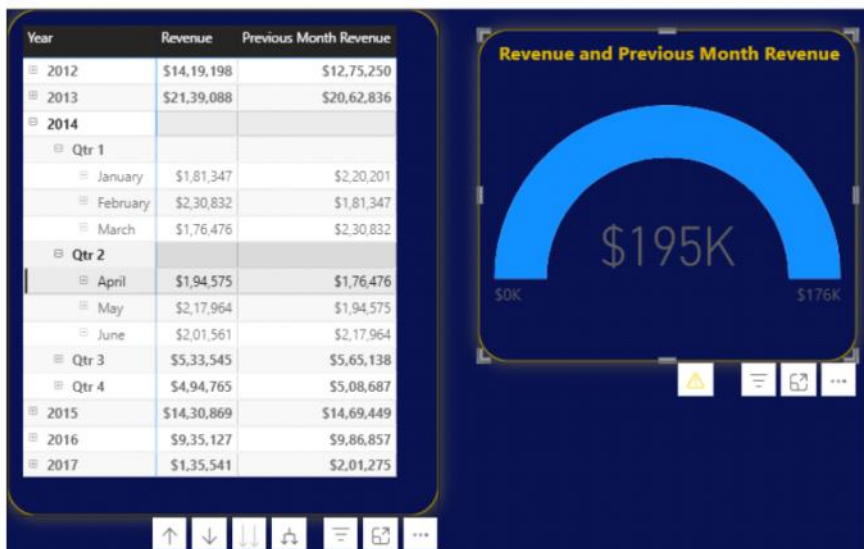 Year Revenue Previous Month Revenue
2012 $14,19,198 $12,75,250
2013 $21,39,088 $20,62,836
2014
Qtr 1
January $1,81,347 $2,20,201
February $2,30,832 $1,81,347
March $1,76,476 $2,30,832
Qtr 2
April $1,94,575 $1,76,476
May $2,17,964 $1,94,575
June $2,01,561 $2,17,964
Qtr 3 $5,33,545 $5,65,138
Qtr 4 $4,94,765 $5,08,687
2015 $14,30,869 $14,69,449
2016 $9,35,127 $9,86,857
2017 $1,35,541 $2,01,275
Revenue and Previous Month Revenue
$195K
$0K $176K